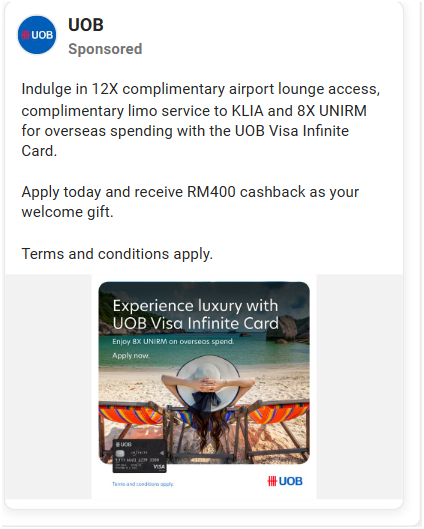 UOB
UOB
Sponsored
Indulge in 12X complimentary airport lounge access,
complimentary limo service to KLIA and 8X UNIRM
for overseas spending with the UOB Visa Infinite
Card.
Apply today and receive RM400 cashback as your
welcome gift.
Terms and conditions apply.
Experience luxury with
UOB Visa Infinite Card
Enjoy 8X UNIRM on overseas spend.
Apply now.
UOB
VISA
Terms and conditions apply.
UOB